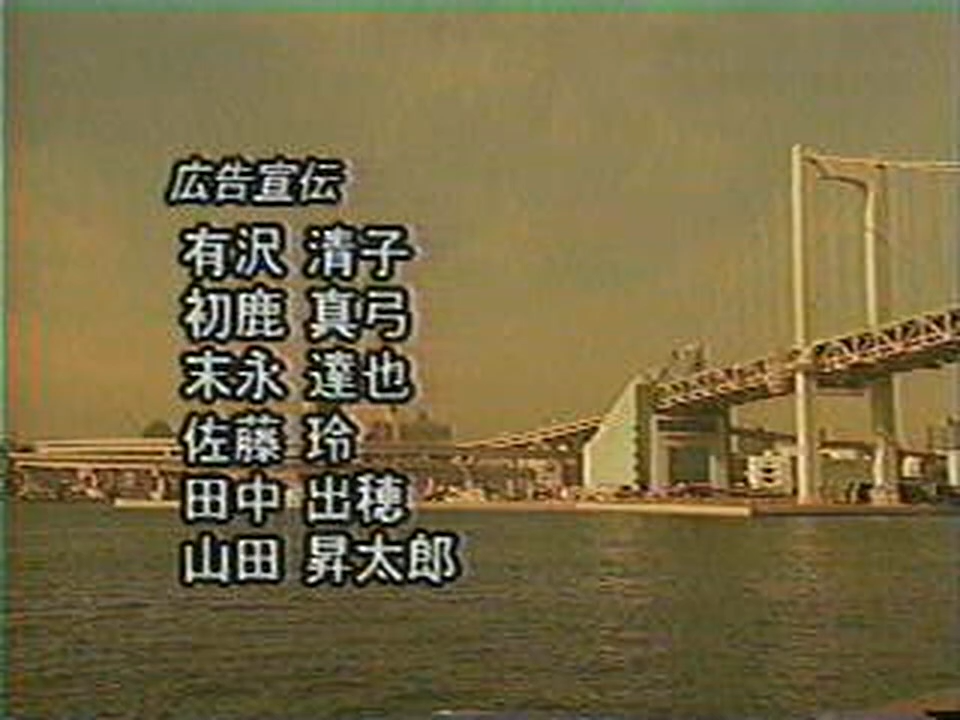 広告宣伝
有沢 清子
初鹿 真弓
末永 達也
佐藤 玲
田中 出穂
山田 昇太郎